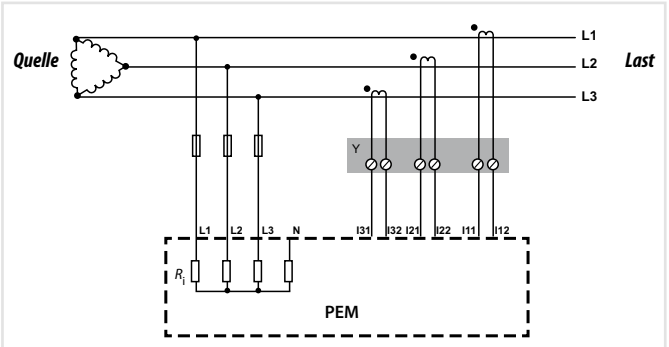 L1
Quelle
L2
Last
L3
Y
L1 L2 L3 N I31 I32 I21 I22 I11 I12
Ri
PEM